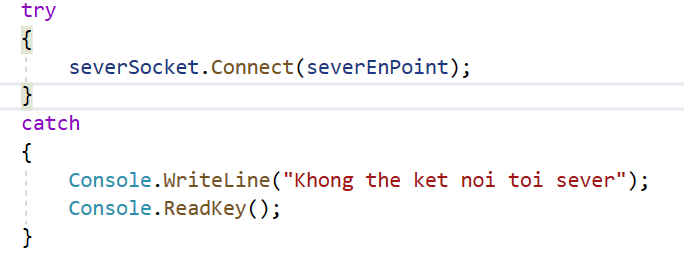 try
{
severSocket.Connect(severEnPoint);
}
catch
{
Console.WriteLine("Khong the ket noi toi sever");
Console.ReadKey();
}